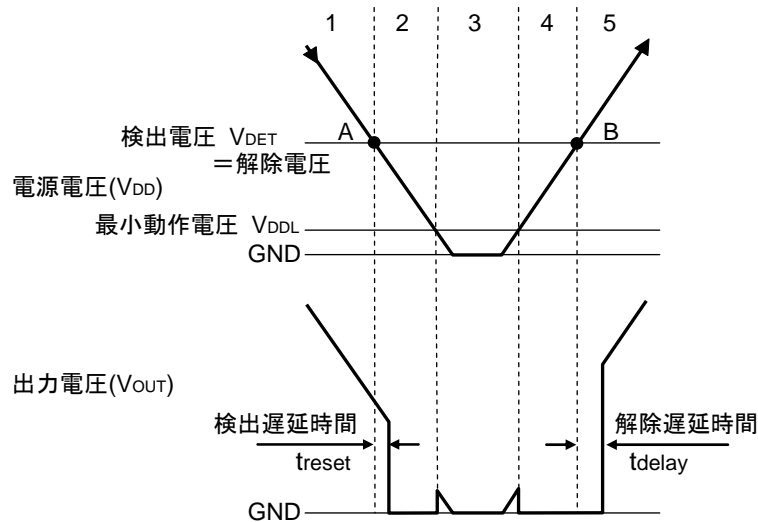 1 2 3 4 5
検出電圧 VDET A B
＝解除電圧
電源電圧(VDD)
最小動作電圧 VDDL
GND
出力電圧(VOUT)
検出遅延時間 解除遅延時間
treset tdelay
GND